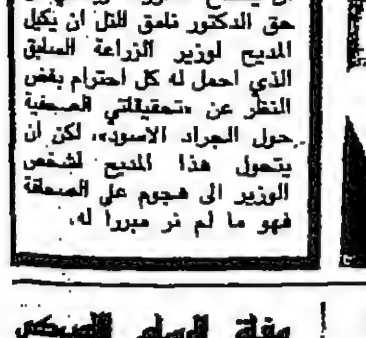 حق الدكتور نامق التل ان يكيل
المديح لوزير الزراعة السابق
الذي احمل له كل احترام بغض
النظر عن «تحقيقاتي الصحفية
حول الجراد الاسود»، لكن ان
يتحول هذا المديح لشخص
الوزير الى هجوم على الصحافة
فهو ما لم نر مبررا له.